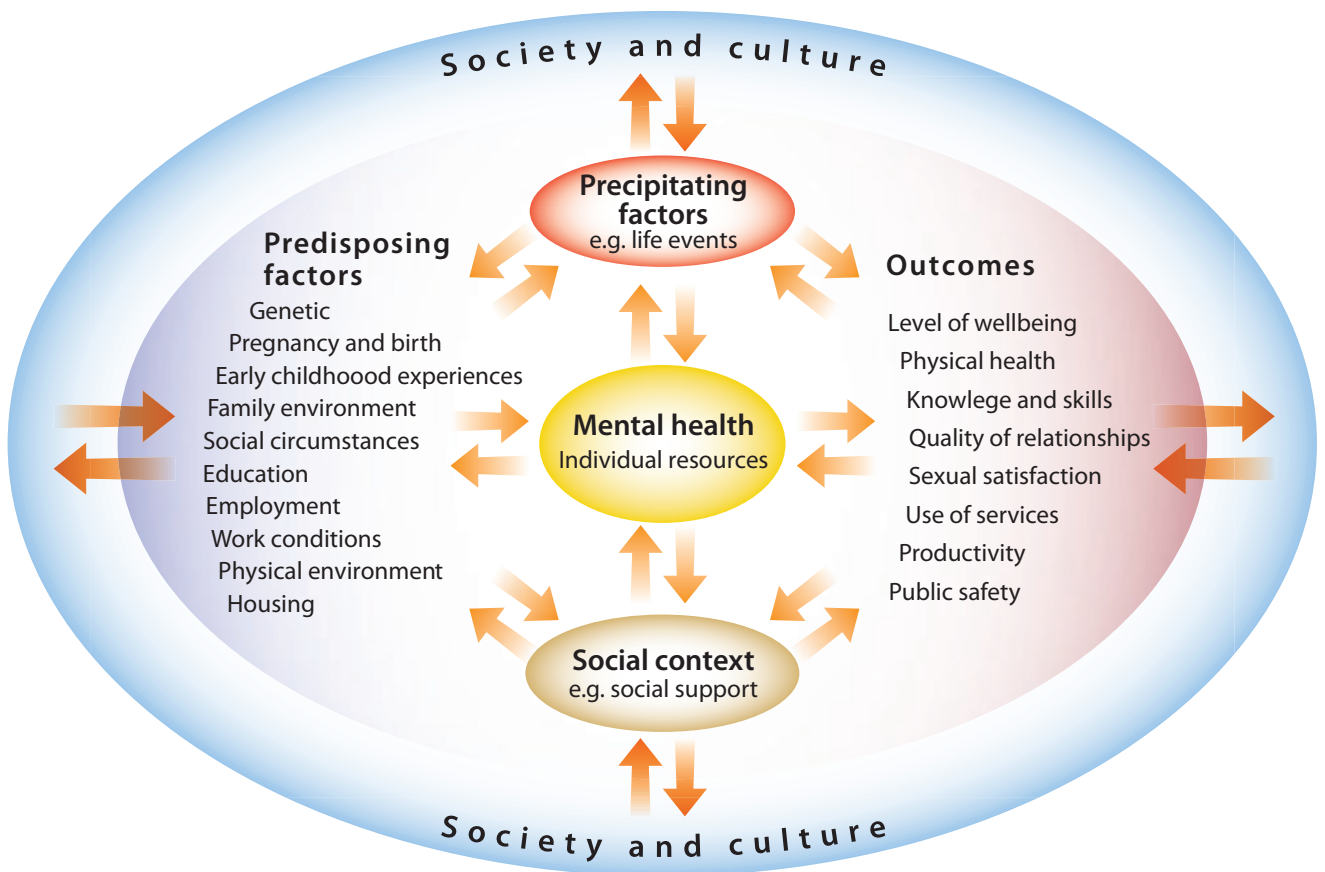 Society and culture
Precipitating
factors
e.g. life events
Predisposing
factors
Genetic
Pregnancy and birth
Early childhoood experiences
Family environment
Social circumstances
Education
Employment
Work conditions
Physical environment
Housing
Mental health
Individual resources
Outcomes
Level of wellbeing
Physical health
Knowlege and skills
Quality of relationships
Sexual satisfaction
Use of services
Productivity
Public safety
Social context
e.g. social support
Society and culture